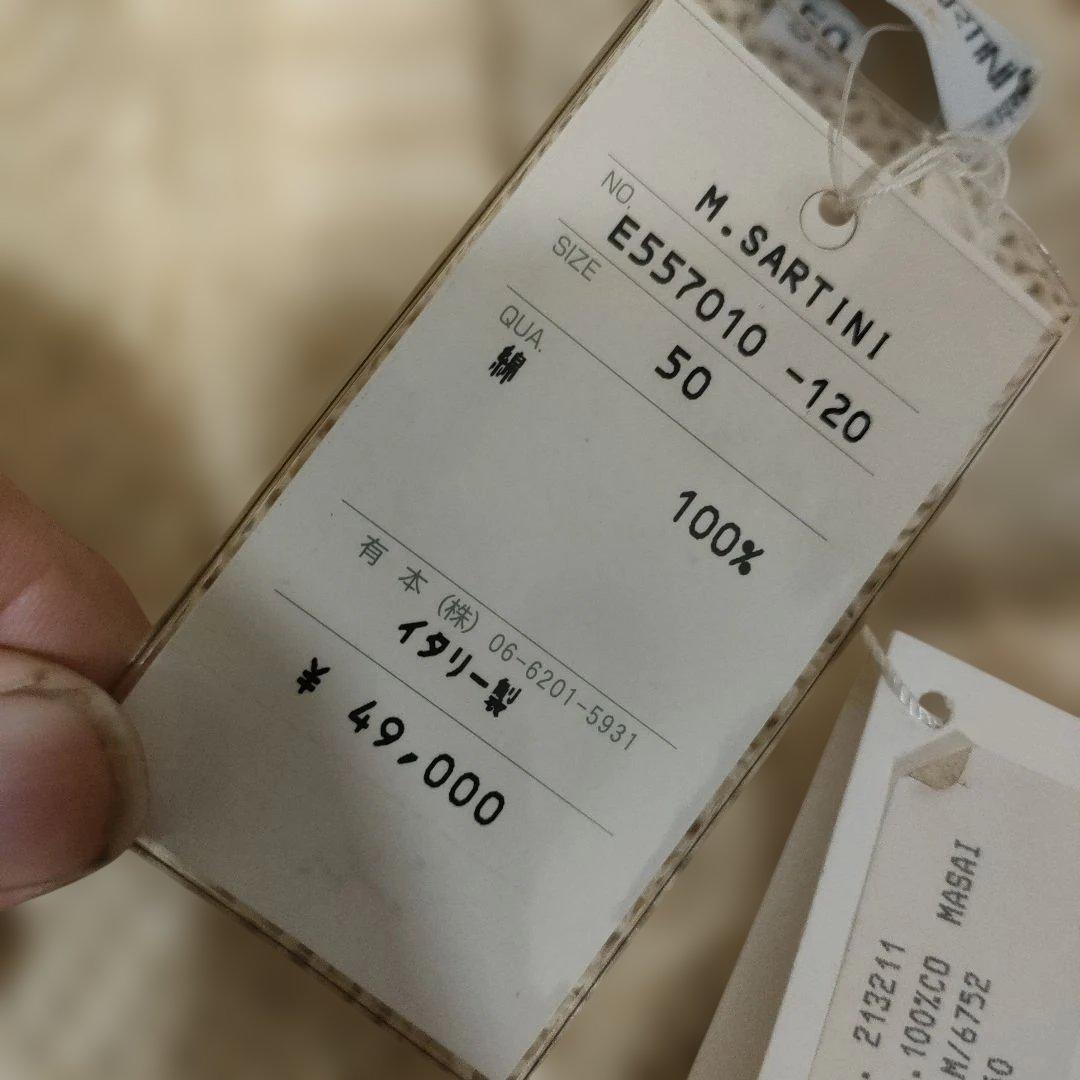 50
M.SARTINI
NO. E557010 -120
SIZE 50
QUA.
綿
100%
有 本 (株) 06-6201-5931
イタリー製
¥ 49,000
213211
100%CO MASAI
M/6752